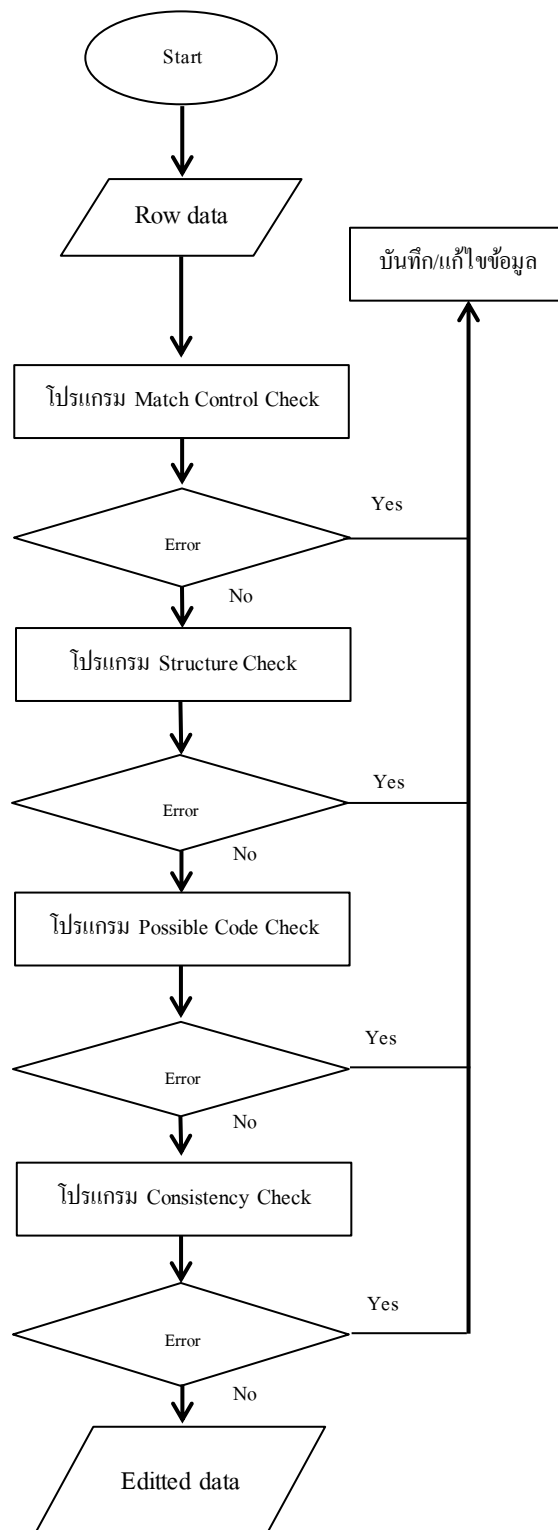 Start
Row data
บันทึก/แก้ไขข้อมูล
โปรแกรม Match Control Check
Yes
Error
No
โปรแกรม Structure Check
Yes
Error
No
โปรแกรม Possible Code Check
Yes
Error
No
โปรแกรม Consistency Check
Yes
Error
No
Editted data